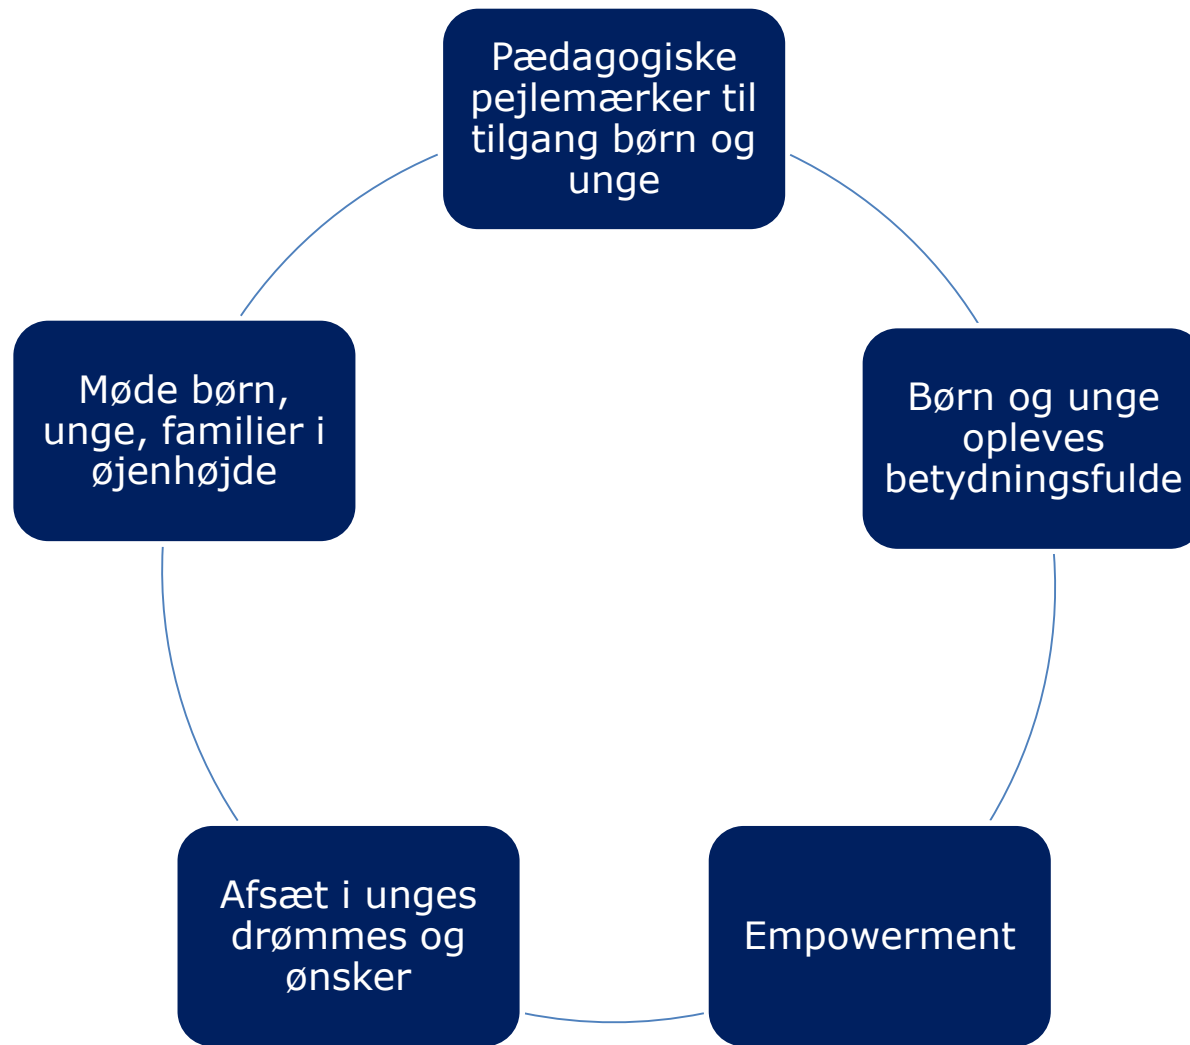 Pædagogiske
pejlemærker til
tilgang børn og
unge
Børn og unge
opleves
betydningsfulde
Empowerment
Afsæt i unges
drømmes og
ønsker
Møde børn,
unge, familier i
øjenhøjde